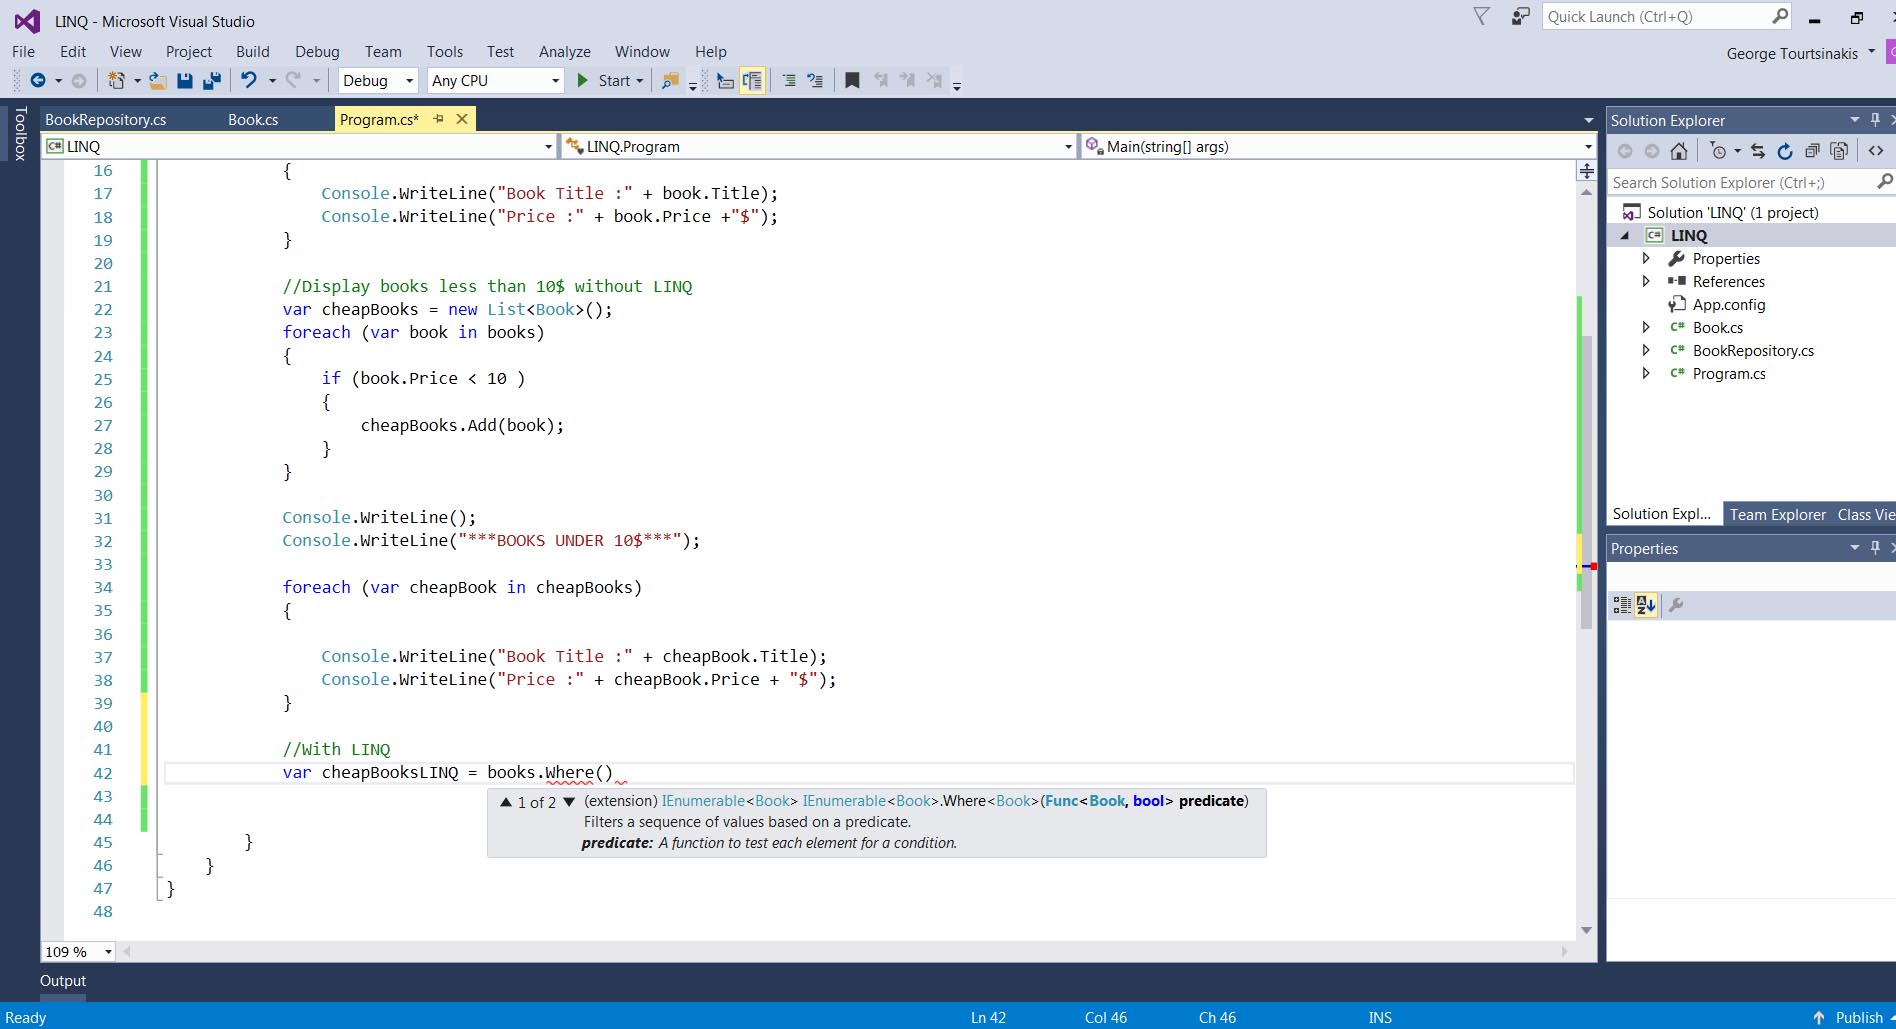 LINQ - Microsoft Visual Studio
Quick Launch (Ctrl+Q)
File Edit View Project Build Debug Team Tools Test Analyze Window Help
George Tourtsinakis
Debug Any CPU Start
Toolbox
BookRepository.cs Book.cs Program.cs*
LINQ LINQ.Program Main(string[] args)
16 {
17 Console.WriteLine("Book Title :" + book.Title);
18 Console.WriteLine("Price :" + book.Price +"$");
19 }
20
21 //Display books less than 10$ without LINQ
22 var cheapBooks = new List<Book>();
23 foreach (var book in books)
24 {
25 if (book.Price < 10 )
26 {
27 cheapBooks.Add(book);
28 }
29 }
30
31 Console.WriteLine();
32 Console.WriteLine("***BOOKS UNDER 10$***");
33
34 foreach (var cheapBook in cheapBooks)
35 {
36
37 Console.WriteLine("Book Title :" + cheapBook.Title);
38 Console.WriteLine("Price :" + cheapBook.Price + "$");
39 }
40
41 //With LINQ
42 var cheapBooksLINQ = books.Where()
43
▲ 1 of 2 ▼ (extension) IEnumerable<Book> IEnumerable<Book>.Where<Book>(Func<Book, bool> predicate)
Filters a sequence of values based on a predicate.
predicate: A function to test each element for a condition.
44
45 }
46 }
47 }
48
109 %
Output
Ready Ln 42 Col 46 Ch 46 INS Publish
Solution Explorer
Search Solution Explorer (Ctrl+;)
Solution 'LINQ' (1 project)
C# LINQ
Properties
References
App.config
C# Book.cs
C# BookRepository.cs
C# Program.cs
Solution Expl... Team Explorer Class Vie
Properties